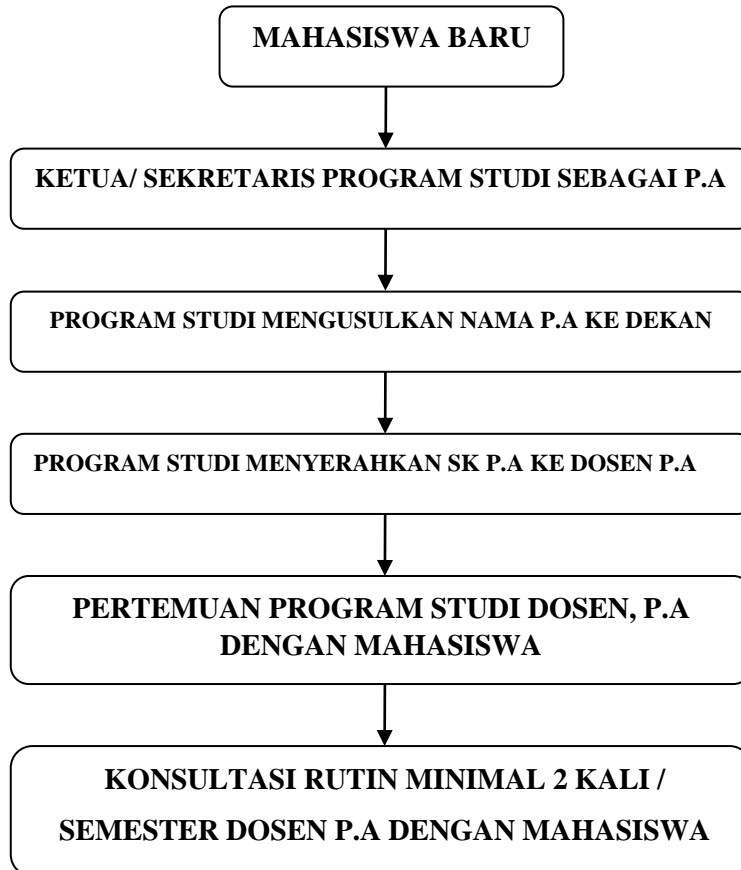 MAHASISWA BARU
KETUA/ SEKRETARIS PROGRAM STUDI SEBAGAI P.A
PROGRAM STUDI MENGUSULKAN NAMA P.A KE DEKAN
PROGRAM STUDI MENYERAHKAN SK P.A KE DOSEN P.A
PERTEMUAN PROGRAM STUDI DOSEN, P.A
DENGAN MAHASISWA
KONSULTASI RUTIN MINIMAL 2 KALI /
SEMESTER DOSEN P.A DENGAN MAHASISWA